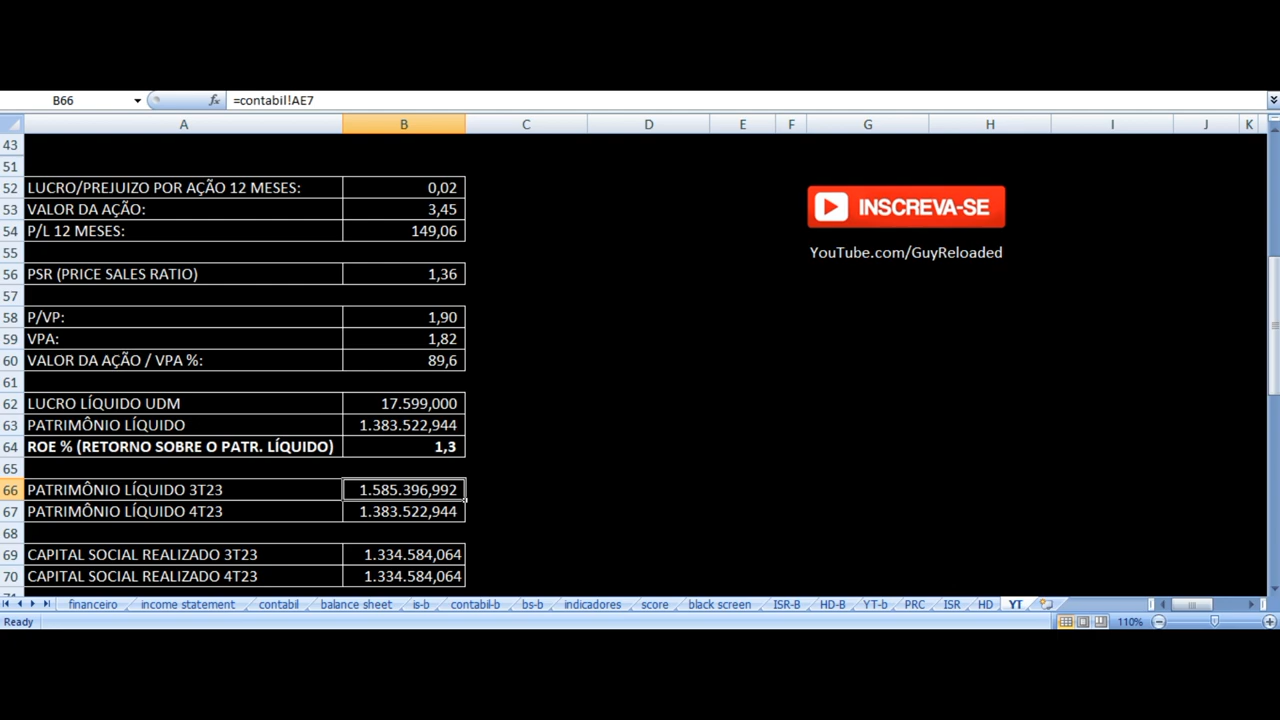 B66 fx =contabil!AE7
A B C D E F G H I J K
43
51
52 LUCRO/PREJUIZO POR AÇÃO 12 MESES: 0,02
53 VALOR DA AÇÃO: 3,45
INSCREVA-SE
54 P/L 12 MESES: 149,06
YouTube.com/GuyReloaded
55
56 PSR (PRICE SALES RATIO) 1,36
57
58 P/VP: 1,90
59 VPA: 1,82
60 VALOR DA AÇÃO / VPA %: 89,6
61
62 LUCRO LÍQUIDO UDM 17.599,000
63 PATRIMÔNIO LÍQUIDO 1.383.522,944
64 ROE % (RETORNO SOBRE O PATR. LÍQUIDO) 1,3
65
66 PATRIMÔNIO LÍQUIDO 3T23 1.585.396,992
67 PATRIMÔNIO LÍQUIDO 4T23 1.383.522,944
68
69 CAPITAL SOCIAL REALIZADO 3T23 1.334.584,064
70 CAPITAL SOCIAL REALIZADO 4T23 1.334.584,064
financeiro income statement contabil balance sheet is-b contabil-b bs-b indicadores score black screen ISR-B HD-B YT-b PRC ISR HD YT
Ready 110%